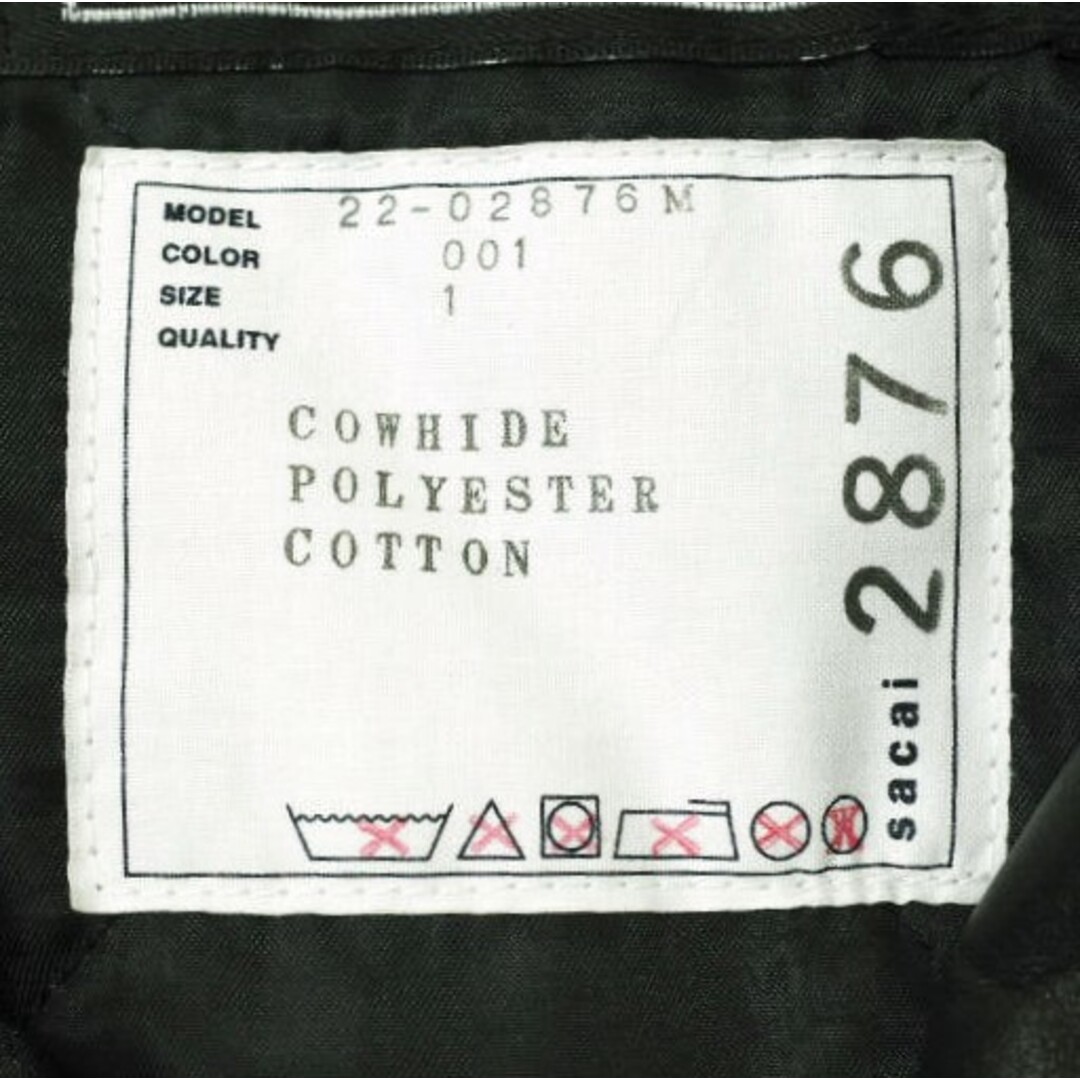 MODEL 22-02876M
COLOR 001
SIZE 1
QUALITY
COWHIDE
POLYESTER
COTTON
W
sacai 2876